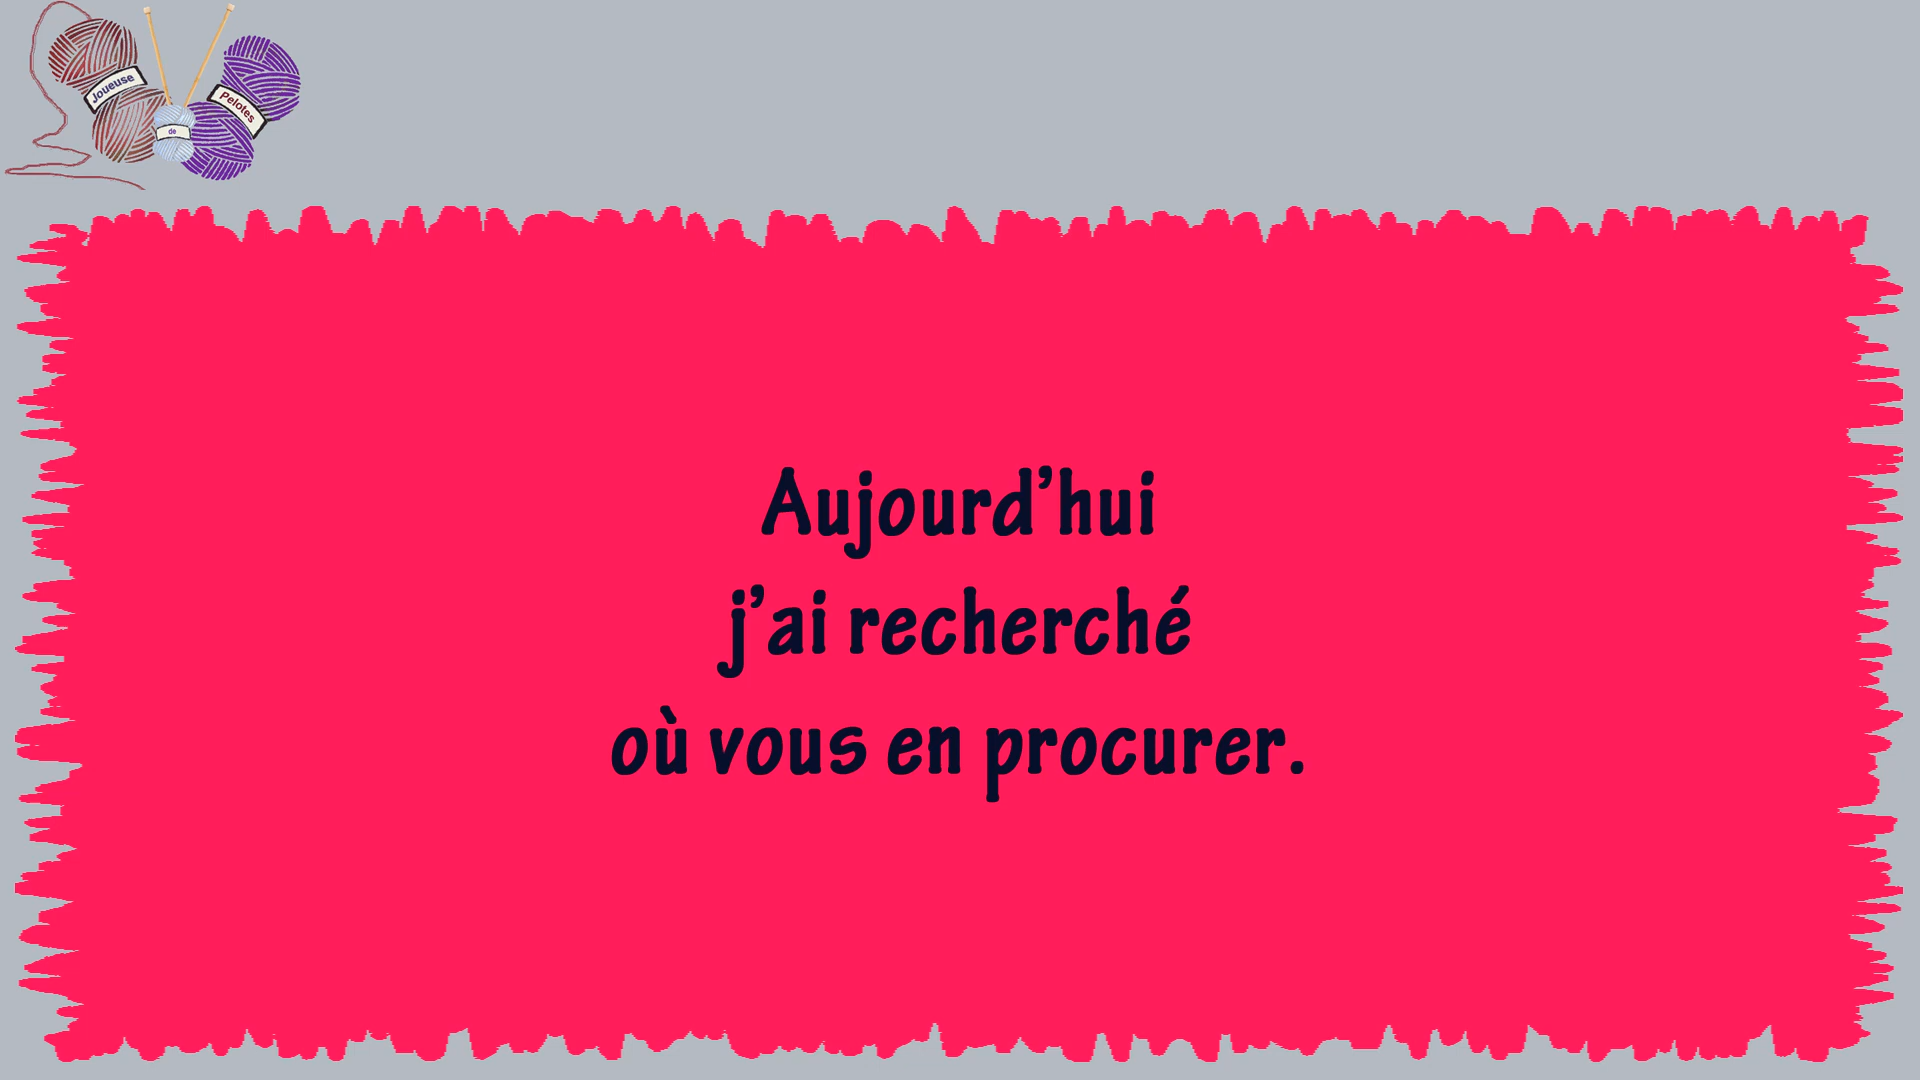 Joueuse
de
Pelotes
Aujourd’hui
j’ai recherché
où vous en procurer.